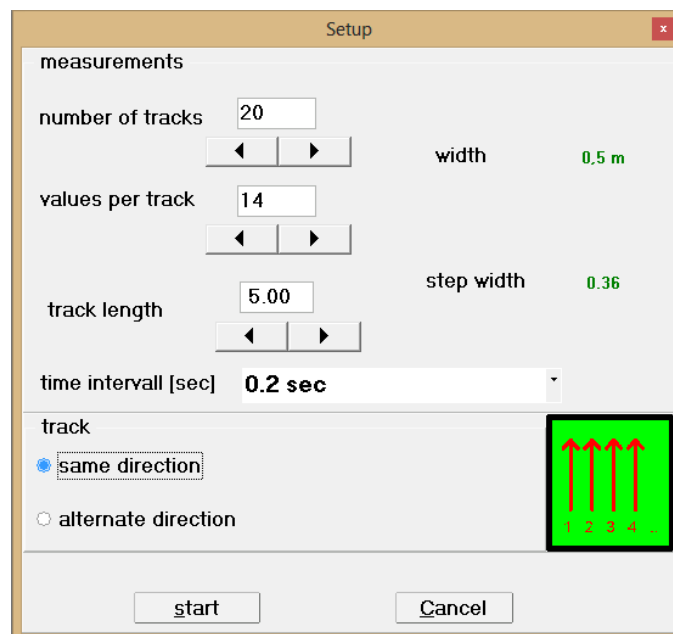 Setup
x
measurements
number of tracks 20
width 0,5 m
values per track 14
step width 0.36
track length 5.00
time intervall [sec] 0.2 sec
track
same direction
alternate direction
1 2 3 4 ..
start Cancel